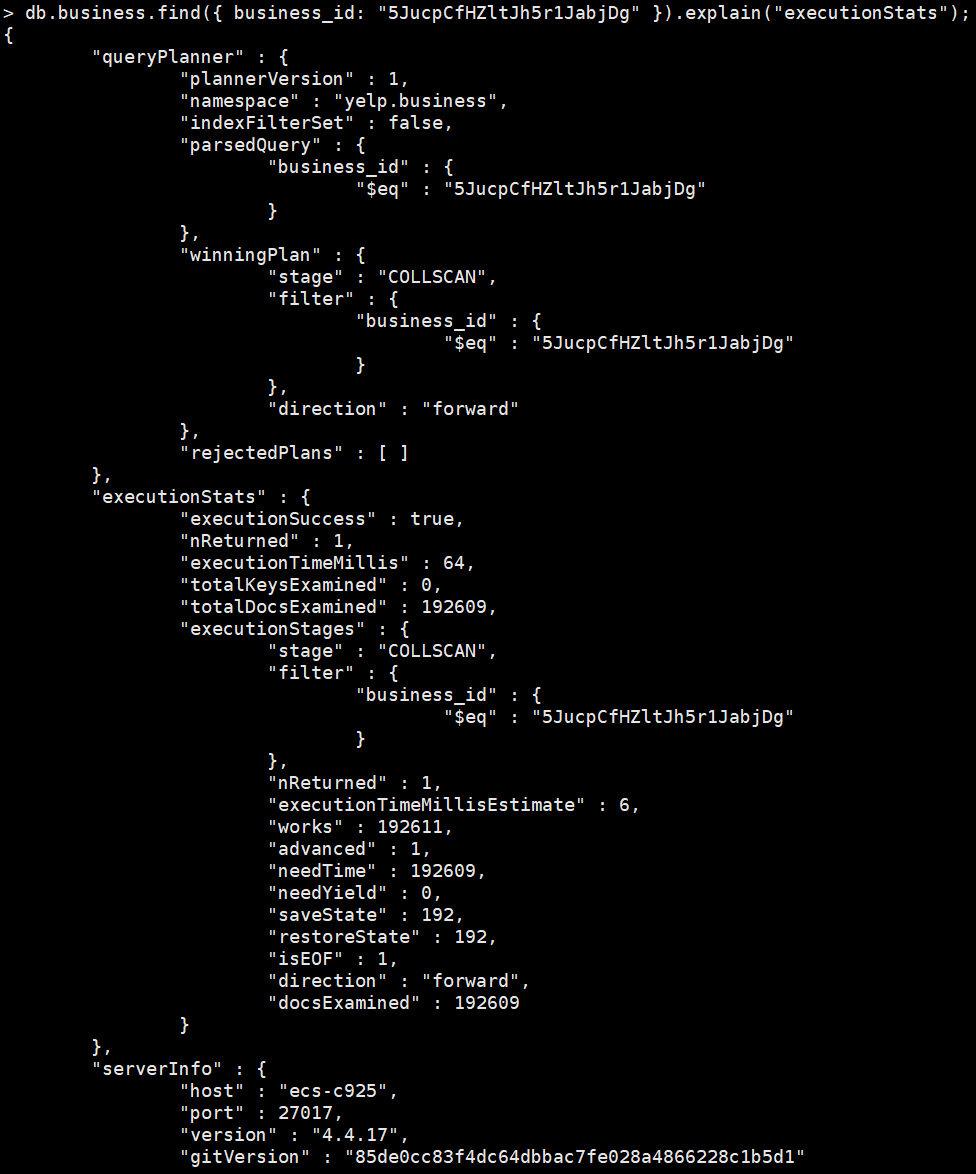 > db.business.find({ business_id: "5JucpCfHZltJh5r1JabjDg" }).explain("executionStats");
{
        "queryPlanner" : {
                "plannerVersion" : 1,
                "namespace" : "yelp.business",
                "indexFilterSet" : false,
                "parsedQuery" : {
                        "business_id" : {
                                "$eq" : "5JucpCfHZltJh5r1JabjDg"
                        }
                },
                "winningPlan" : {
                        "stage" : "COLLSCAN",
                        "filter" : {
                                "business_id" : {
                                        "$eq" : "5JucpCfHZltJh5r1JabjDg"
                                }
                        },
                        "direction" : "forward"
                },
                "rejectedPlans" : [ ]
        },
        "executionStats" : {
                "executionSuccess" : true,
                "nReturned" : 1,
                "executionTimeMillis" : 64,
                "totalKeysExamined" : 0,
                "totalDocsExamined" : 192609,
                "executionStages" : {
                        "stage" : "COLLSCAN",
                        "filter" : {
                                "business_id" : {
                                        "$eq" : "5JucpCfHZltJh5r1JabjDg"
                                }
                        },
                        "nReturned" : 1,
                        "executionTimeMillisEstimate" : 6,
                        "works" : 192611,
                        "advanced" : 1,
                        "needTime" : 192609,
                        "needYield" : 0,
                        "saveState" : 192,
                        "restoreState" : 192,
                        "isEOF" : 1,
                        "direction" : "forward",
                        "docsExamined" : 192609
                }
        },
        "serverInfo" : {
                "host" : "ecs-c925",
                "port" : 27017,
                "version" : "4.4.17",
                "gitVersion" : "85de0cc83f4dc64dbbac7fe028a4866228c1b5d1"